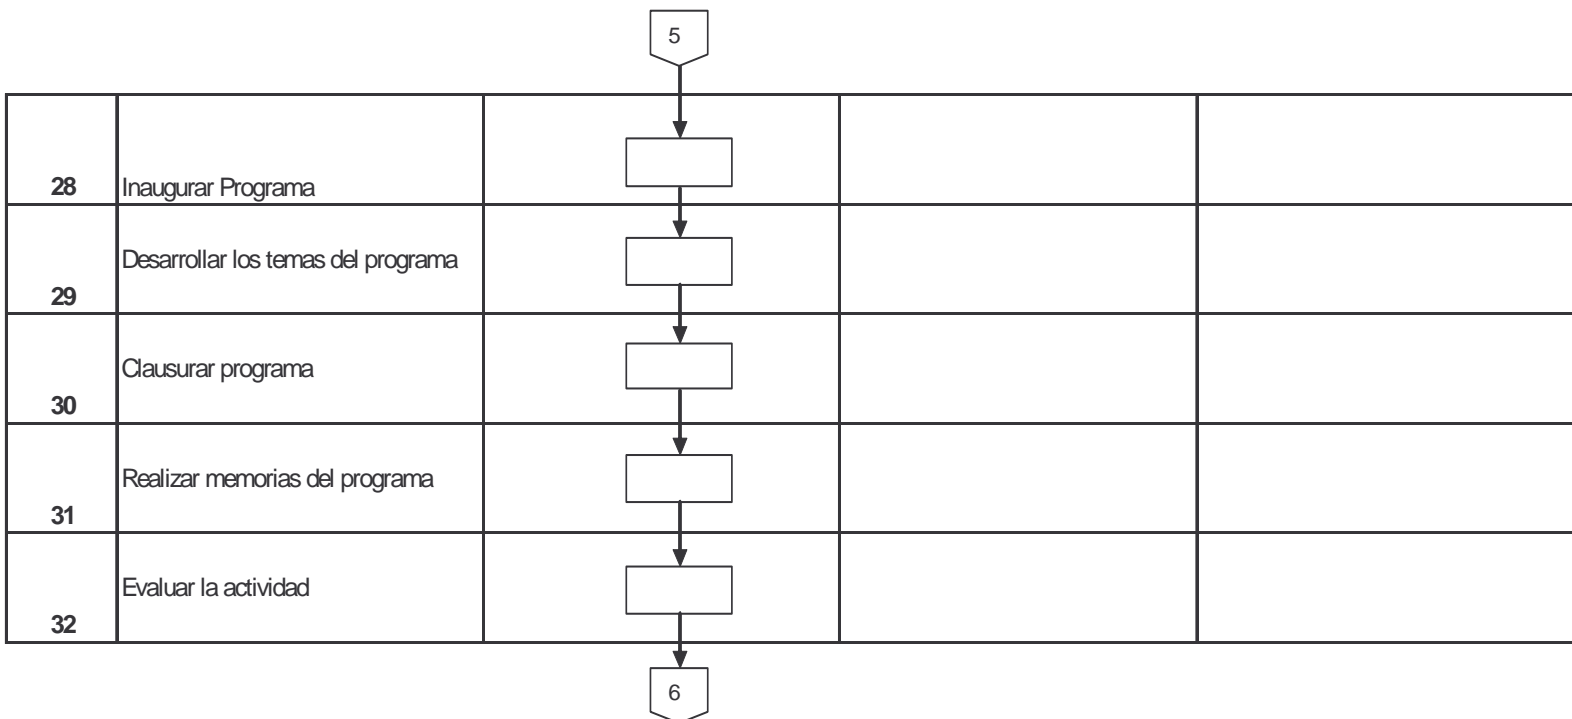 5
28 Inaugurar Programa
Desarrollar los temas del programa
29
Clausurar programa
30
Realizar memorias del programa
31
Evaluar la actividad
32
6